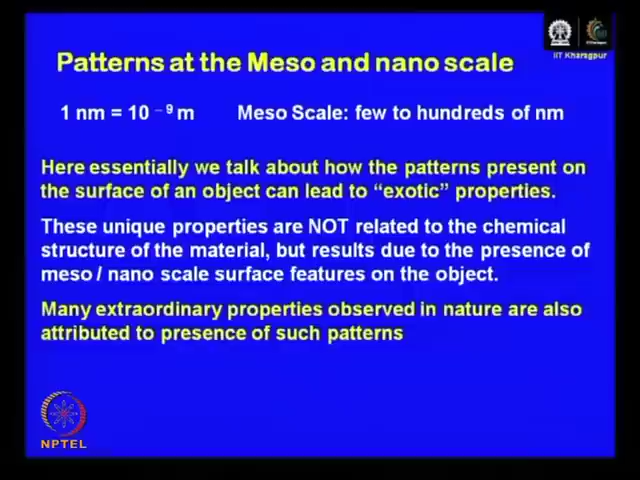 IIT Kharagpur
Patterns at the Meso and nano scale
1 nm = 10 – 9 m Meso Scale: few to hundreds of nm
Here essentially we talk about how the patterns present on
the surface of an object can lead to “exotic” properties.
These unique properties are NOT related to the chemical
structure of the material, but results due to the presence of
meso / nano scale surface features on the object.
Many extraordinary properties observed in nature are also
attributed to presence of such patterns
NPTEL